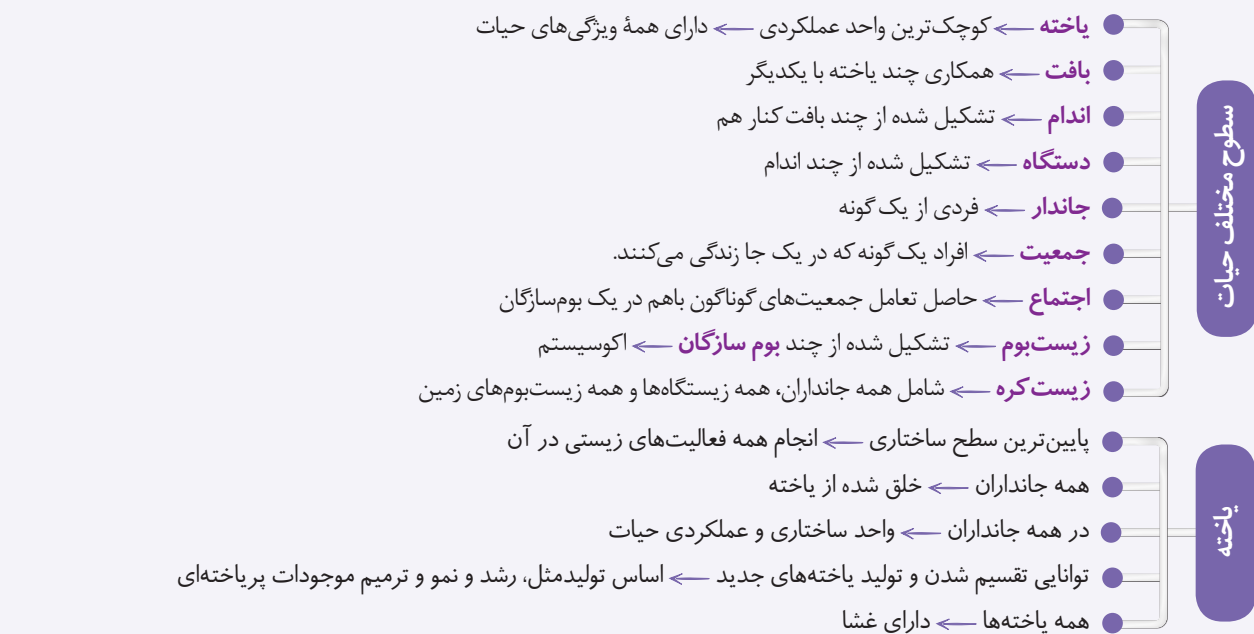 سطوح مختلف حیات
یاخته ← کوچک‌ترین واحد عملکردی ← دارای همهٔ ویژگی‌های حیات
بافت ← همکاری چند یاخته با یکدیگر
اندام ← تشکیل شده از چند بافت کنار هم
دستگاه ← تشکیل شده از چند اندام
جاندار ← فردی از یک گونه
جمعیت ← افراد یک گونه که در یک جا زندگی می‌کنند.
اجتماع ← حاصل تعامل جمعیت‌های گوناگون باهم در یک بوم‌سازگان
زیست‌بوم ← تشکیل شده از چند بوم سازگان ← اکوسیستم
زیست‌کره ← شامل همه جانداران، همه زیستگاه‌ها و همه زیست‌بوم‌های زمین
یاخته
پایین‌ترین سطح ساختاری ← انجام همه فعالیت‌های زیستی در آن
همه جانداران ← خلق شده از یاخته
در همه جانداران ← واحد ساختاری و عملکردی حیات
توانایی تقسیم شدن و تولید یاخته‌های جدید ← اساس تولیدمثل، رشد و نمو و ترمیم موجودات پریاخته‌ای
همه یاخته‌ها ← دارای غشا